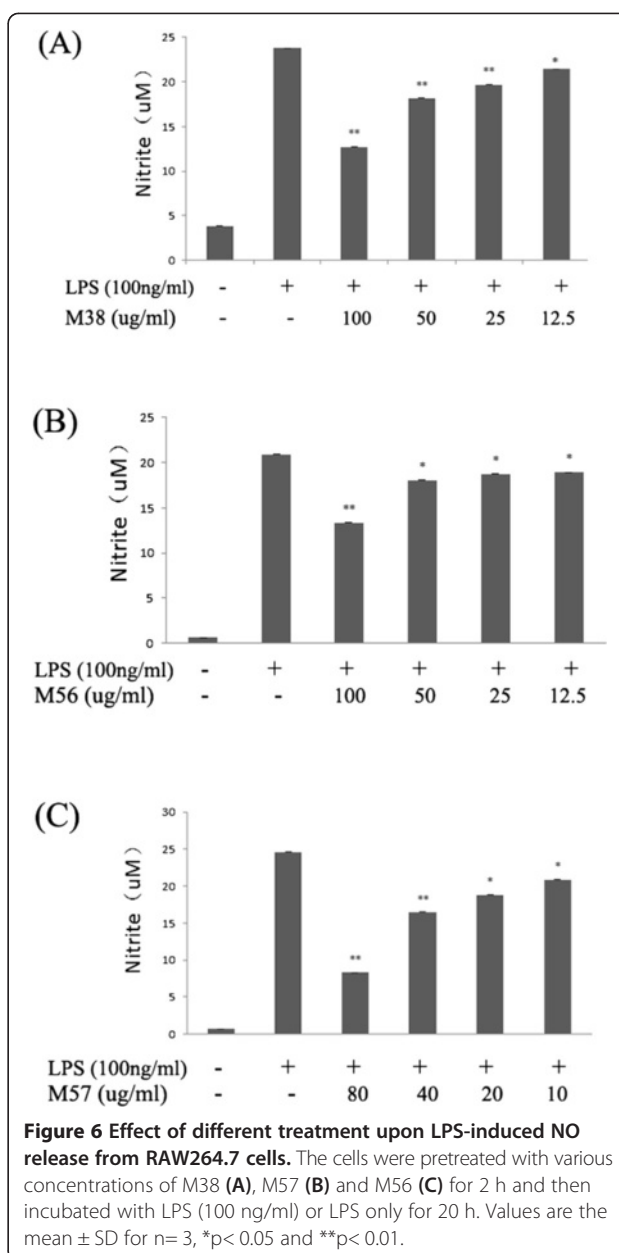 (A)
25
20
15
10
5
0
Nitrite（uM）
** ** ** *
LPS (100ng/ml) - + + + + +
M38 (ug/ml) - - 100 50 25 12.5
(B)
25
20
15
10
5
0
Nitrite（uM）
** * * *
LPS (100ng/ml) - + + + + +
M56 (ug/ml) - - 100 50 25 12.5
(C)
30
25
20
15
10
5
0
Nitrite（uM）
** ** * *
LPS (100ng/ml) - + + + + +
M57 (ug/ml) - - 80 40 20 10
Figure 6 Effect of different treatment upon LPS-induced NO
release from RAW264.7 cells. The cells were pretreated with various
concentrations of M38 (A), M57 (B) and M56 (C) for 2 h and then
incubated with LPS (100 ng/ml) or LPS only for 20 h. Values are the
mean ± SD for n= 3, *p< 0.05 and **p< 0.01.